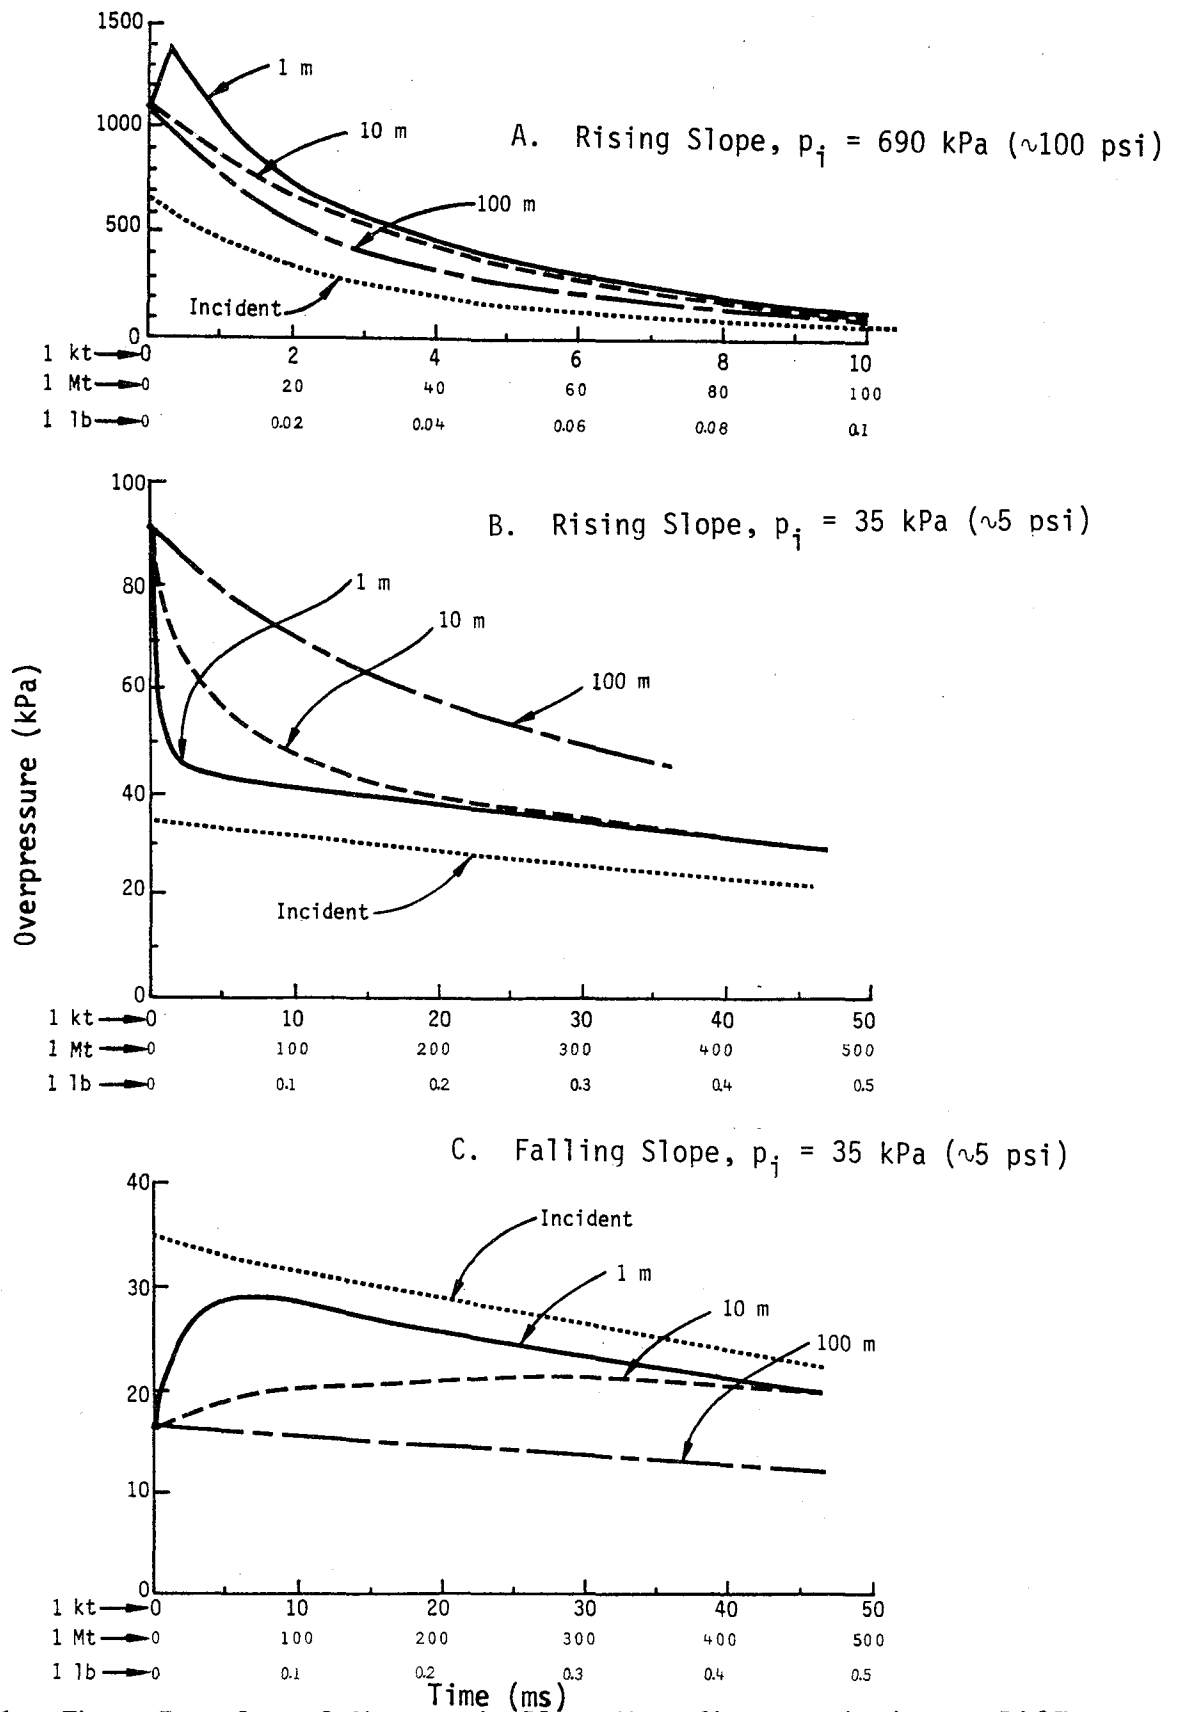 1500
1 m
10 m
1000
A. Rising Slope, pi = 690 kPa (~100 psi)
100 m
500
Incident
0
1 kt 0 2 4 6 8 10
1 Mt 0 20 40 60 80 100
1 lb 0 0.02 0.04 0.06 0.08 0.1
100
B. Rising Slope, pi = 35 kPa (~5 psi)
80
1 m
10 m
60
100 m
Overpressure (kPa)
40
20
Incident
0
1 kt 0 10 20 30 40 50
1 Mt 0 100 200 300 400 500
1 lb 0 0.1 0.2 0.3 0.4 0.5
C. Falling Slope, pi = 35 kPa (~5 psi)
40
Incident
30
1 m
10 m
100 m
20
10
0
1 kt 0 10 20 30 40 50
1 Mt 0 100 200 300 400 500
1 lb 0 0.1 0.2 0.3 0.4 0.5
Time (ms)